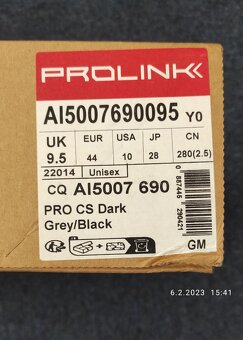 PROLINK
AI5007690095 Y0
UK EUR USA JP CN
9.5 44 10 28 280(2.5)
22014 Unisex
CQ AI5007 690
PRO CS Dark
Grey/Black
GM
6.2.2023 15:41